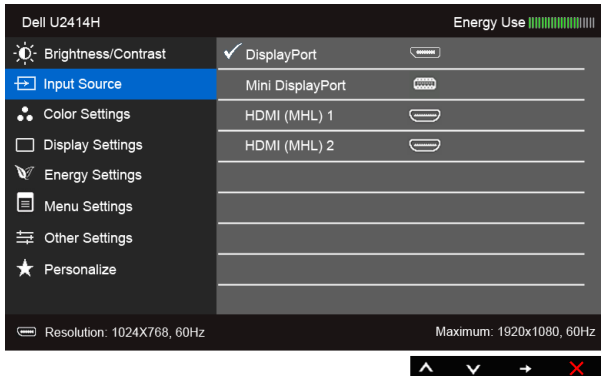 Dell U2414H
Energy Use
Brightness/Contrast
DisplayPort
Input Source
Mini DisplayPort
Color Settings
HDMI (MHL) 1
Display Settings
HDMI (MHL) 2
Energy Settings
Menu Settings
Other Settings
Personalize
Resolution: 1024X768, 60Hz
Maximum: 1920x1080, 60Hz